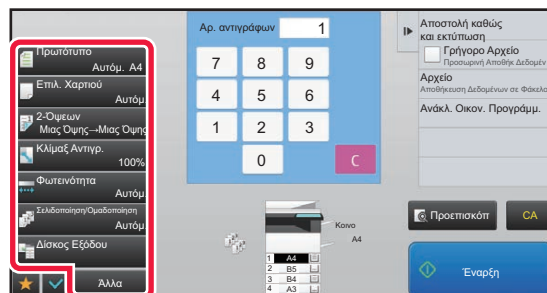 Πρωτότυπο
Αυτόμ. A4
Επιλ. Χαρτιού
Αυτόμ
2-Όψεων
Μιας Όψης→Μιας Όψης
Κλίμαξ Αντιγρ.
100%
Φωτεινότητα
Αυτόμ
Σελιδοποίηση/Ομαδοποίηση
Αυτόμ
Δίσκος Εξόδου
Άλλα
Αρ. αντιγράφων 1
7 8 9
4 5 6
1 2 3
0 C
Κοινο
A4
1 A4
2 B5
3 B4
4 A3
Αποστολή καθώς
και εκτύπωση
Γρήγορο Αρχείο
Προσωρινή Αποθήκ Δεδομέν
Αρχείο
Αποθήκευση Δεδομένων σε Φάκελο
Ανάκλ. Οικον. Προγράμμ.
Προεπισκόπ
CA
Έναρξη